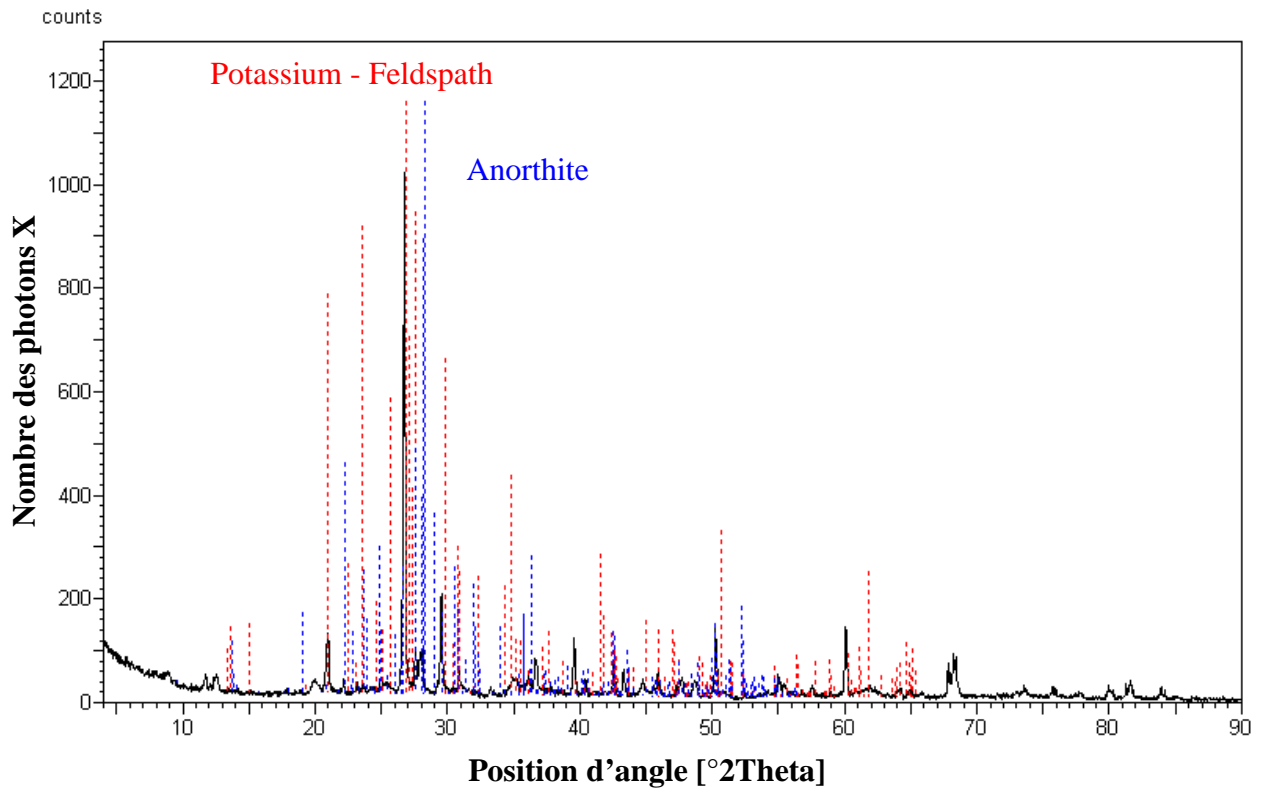 counts
1200
Potassium - Feldspath
Anorthite
1000
800
600
400
200
0
Nombre des photons X
10 20 30 40 50 60 70 80 90
Position d’angle [°2Theta]